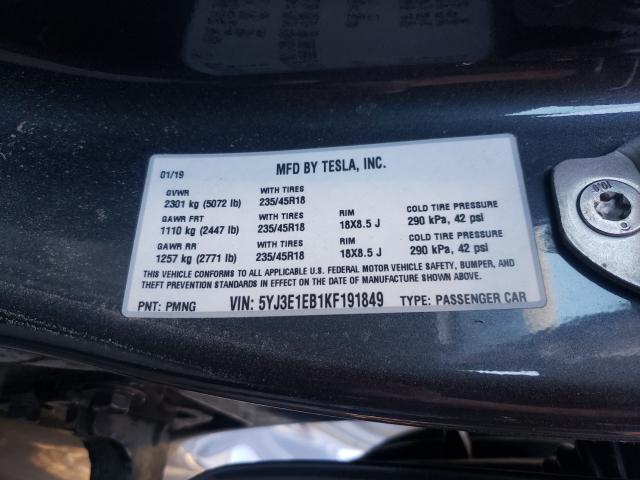 01/19 MFD BY TESLA, INC.
GVWR WITH TIRES
2301 kg (5072 lb) 235/45R18
GAWR FRT WITH TIRES RIM COLD TIRE PRESSURE
1110 kg (2447 lb) 235/45R18 18X8.5 J 290 kPa, 42 psi
GAWR RR WITH TIRES RIM COLD TIRE PRESSURE
1257 kg (2771 lb) 235/45R18 18X8.5 J 290 kPa, 42 psi
THIS VEHICLE CONFORMS TO ALL APPLICABLE U.S. FEDERAL MOTOR VEHICLE SAFETY, BUMPER, AND
THEFT PREVENTION STANDARDS IN EFFECT ON THE DATE OF MANUFACTURE SHOWN ABOVE.
PNT: PMNG VIN: 5YJ3E1EB1KF191849 TYPE: PASSENGER CAR
10.9